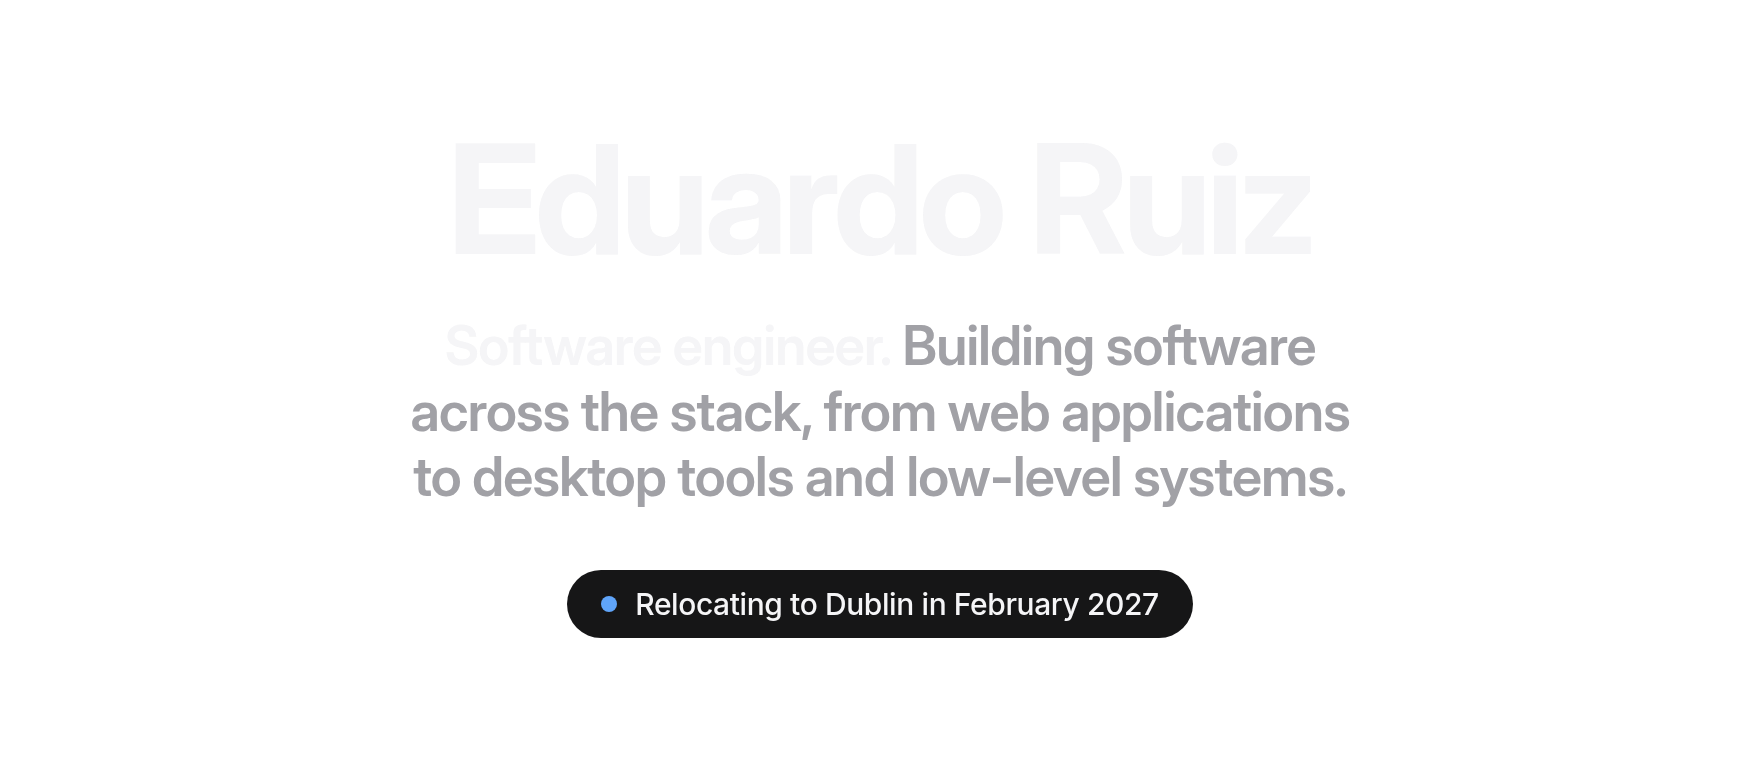 Eduardo Ruiz
Software engineer. Building software
across the stack, from web applications
to desktop tools and low-level systems.
Relocating to Dublin in February 2027